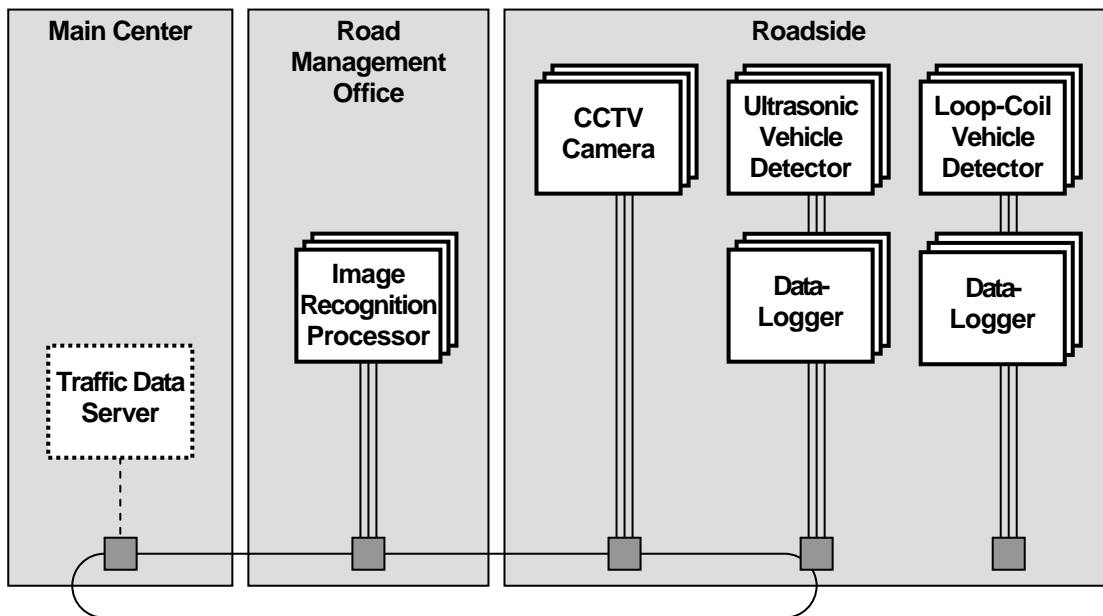 Main Center
Road
Management
Office
Roadside
CCTV
Camera
Ultrasonic
Vehicle
Detector
Loop-Coil
Vehicle
Detector
Image
Recognition
Processor
Data-
Logger
Data-
Logger
Traffic Data
Server